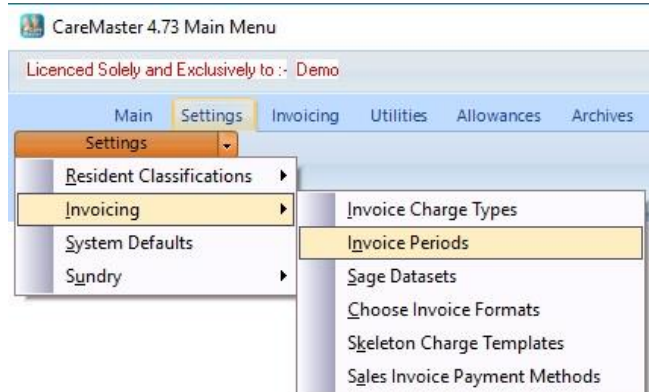 CareMaster 4.73 Main Menu
Licenced Solely and Exclusively to :- Demo
Main Settings Invoicing Utilities Allowances Archives
Settings
Resident Classifications
Invoicing
System Defaults
Sundry
Invoice Charge Types
Invoice Periods
Sage Datasets
Choose Invoice Formats
Skeleton Charge Templates
Sales Invoice Payment Methods